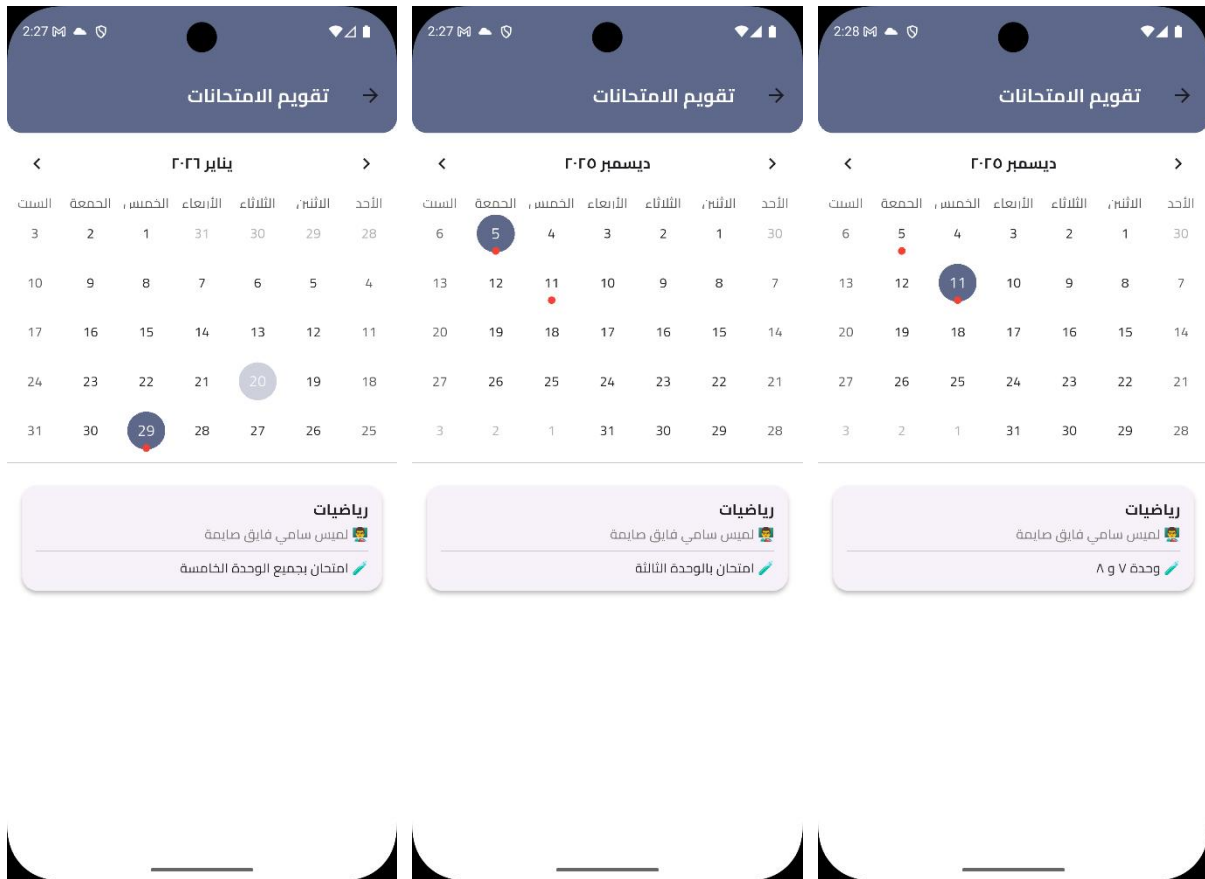 2:27
تقويم الامتحانات
يناير ٢٠٢٦
الأحد الاثنين الثلاثاء الأربعاء الخميس الجمعة السبت
28 29 30 31 1 2 3
4 5 6 7 8 9 10
11 12 13 14 15 16 17
18 19 20 21 22 23 24
25 26 27 28 29 30 31
رياضيات
لميس سامي فايق صايمة
امتحان بجميع الوحدة الخامسة
2:27
تقويم الامتحانات
ديسمبر ٢٠٢٥
الأحد الاثنين الثلاثاء الأربعاء الخميس الجمعة السبت
30 1 2 3 4 5 6
7 8 9 10 11 12 13
14 15 16 17 18 19 20
21 22 23 24 25 26 27
28 29 30 31 1 2 3
رياضيات
لميس سامي فايق صايمة
امتحان بالوحدة الثالثة
2:28
تقويم الامتحانات
ديسمبر ٢٠٢٥
الأحد الاثنين الثلاثاء الأربعاء الخميس الجمعة السبت
30 1 2 3 4 5 6
7 8 9 10 11 12 13
14 15 16 17 18 19 20
21 22 23 24 25 26 27
28 29 30 31 1 2 3
رياضيات
لميس سامي فايق صايمة
وحدة ٧ و ٨